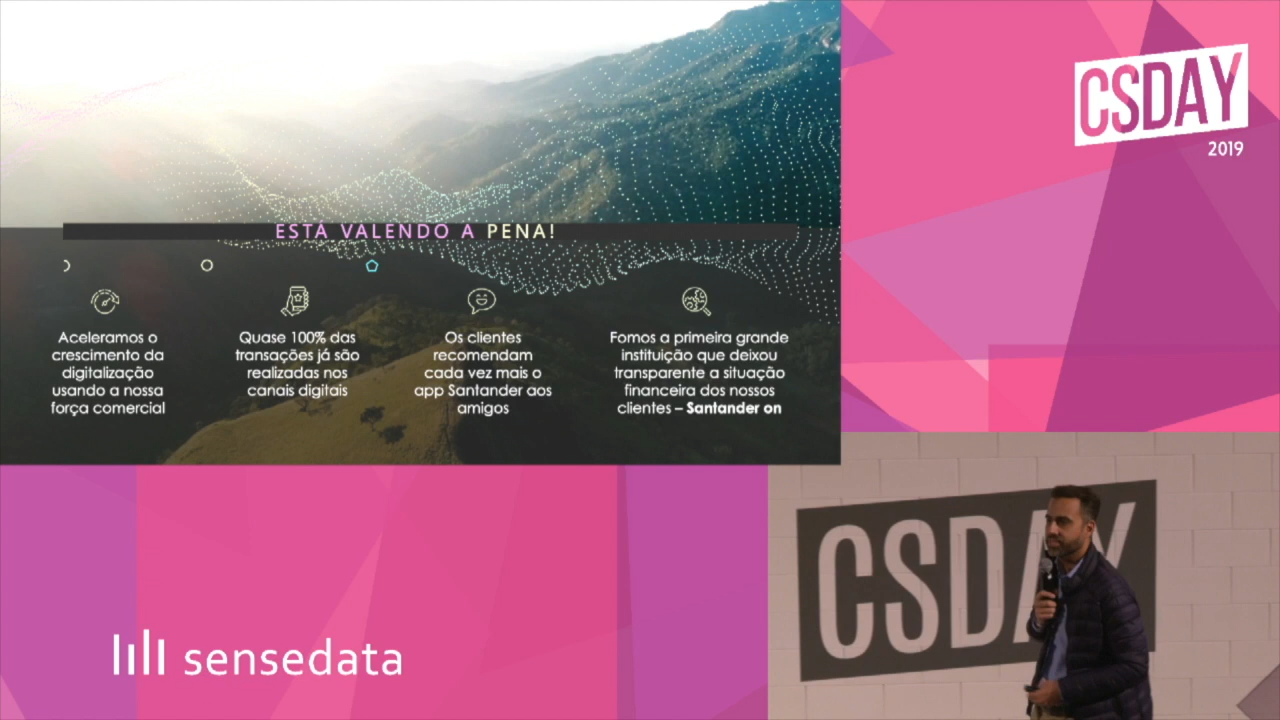 ESTÁ VALENDO A PENA!
Aceleramos o
crescimento da
digitalização
usando a nossa
força comercial
Quase 100% das
transações já são
realizadas nos
canais digitais
Os clientes
recomendam
cada vez mais o
app Santander aos
amigos
Fomos a primeira grande
instituição que deixou
transparente a situação
financeira dos nossos
clientes – Santander on
CSDAY
2019
sensedata
CSDAY